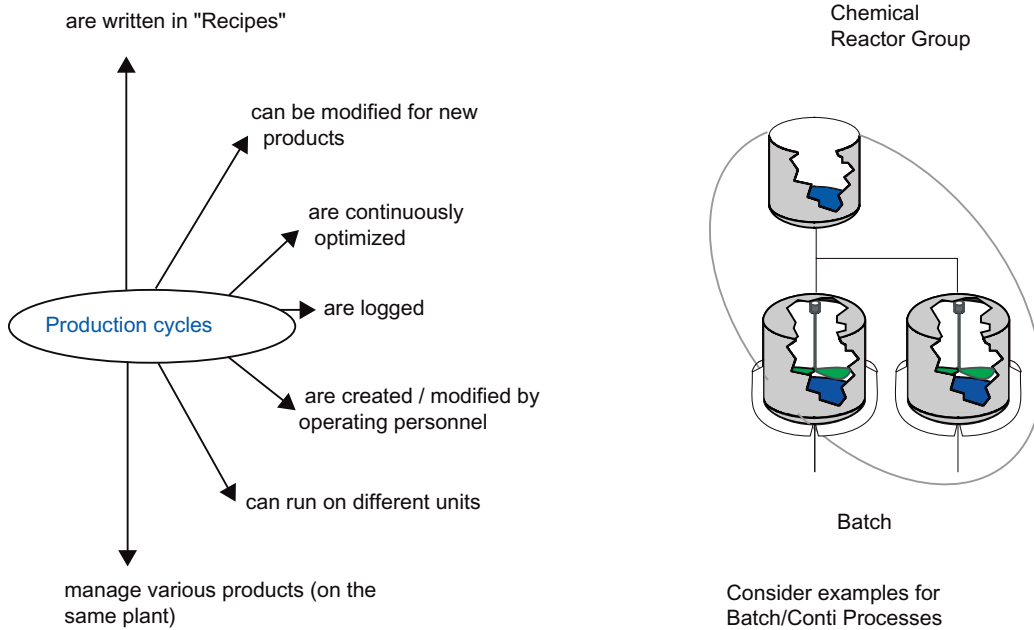 are written in "Recipes"
can be modified for new
products
are continuously
optimized
are logged
Production cycles
are created / modified by
operating personnel
can run on different units
manage various products (on the
same plant)
Chemical
Reactor Group
Batch
Consider examples for
Batch/Conti Processes